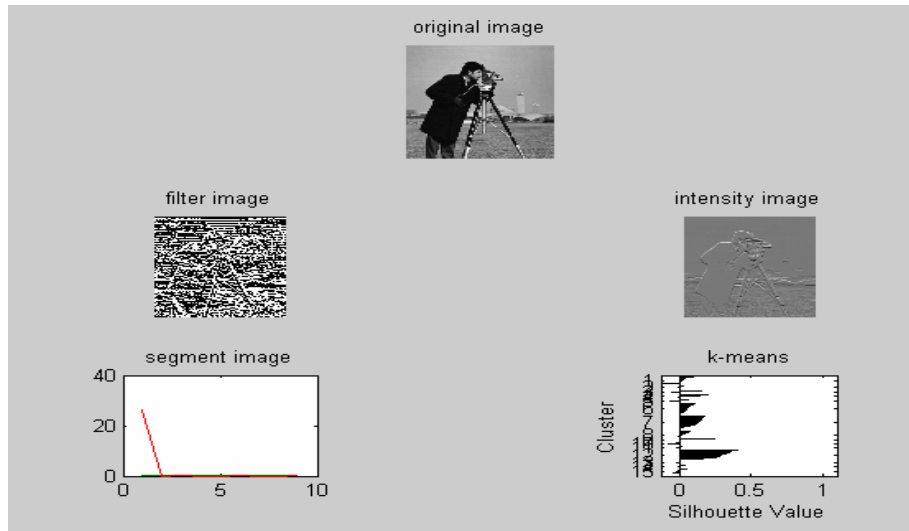 original image
filter image
intensity image
segment image
k-means
40
20
0
0
5
10
Cluster
1
0
0.5
1
Silhouette Value